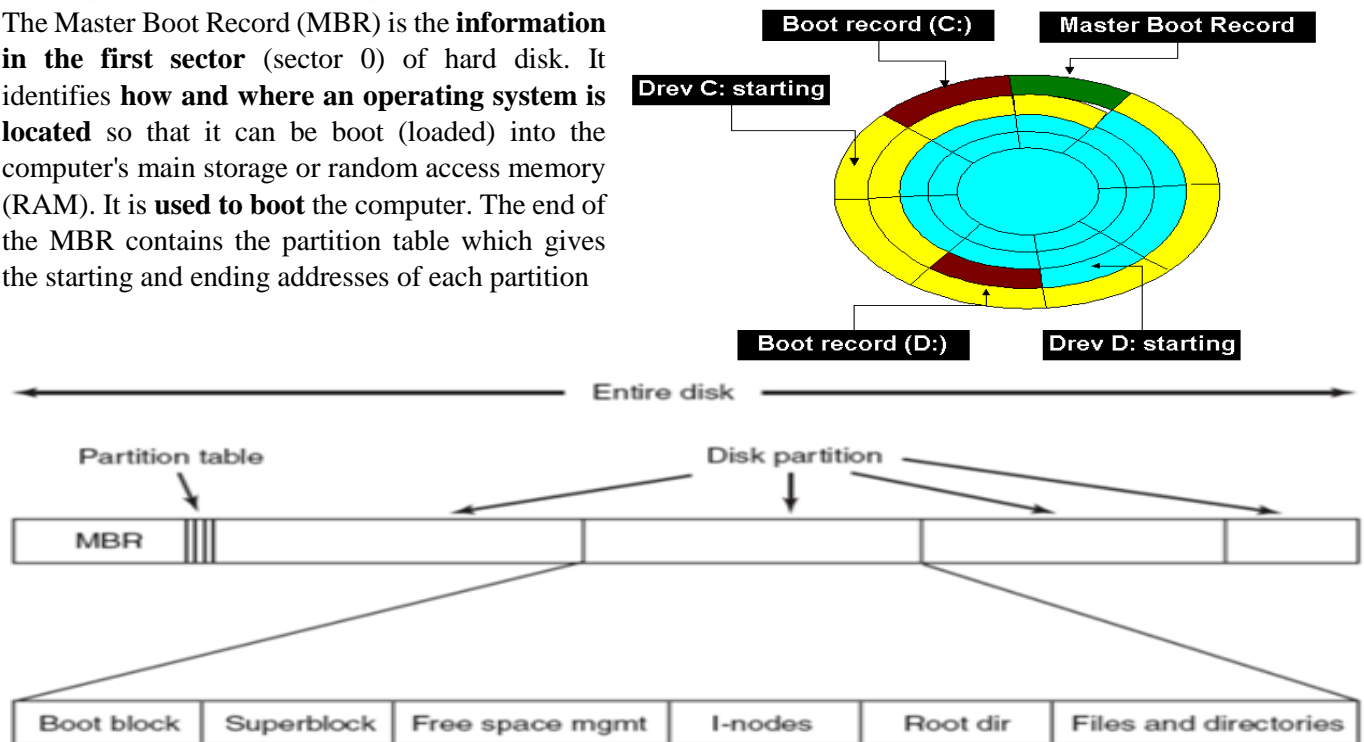 The Master Boot Record (MBR) is the information
in the first sector (sector 0) of hard disk. It
identifies how and where an operating system is
located so that it can be boot (loaded) into the
computer's main storage or random access memory
(RAM). It is used to boot the computer. The end of
the MBR contains the partition table which gives
the starting and ending addresses of each partition
Boot record (C:)
Master Boot Record
Drev C: starting
Boot record (D:)
Drev D: starting
Entire disk
Partition table
Disk partition
MBR
Boot block
Superblock
Free space mgmt
I-nodes
Root dir
Files and directories